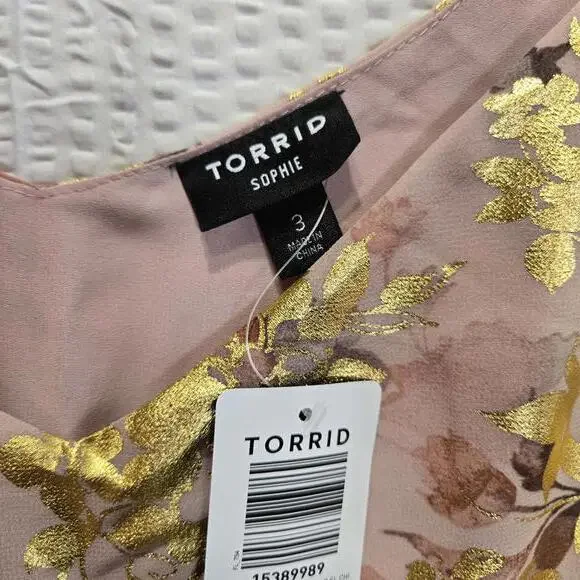 TORRID
SOPHIE
3
MADE IN
CHINA
TORRID
15389989